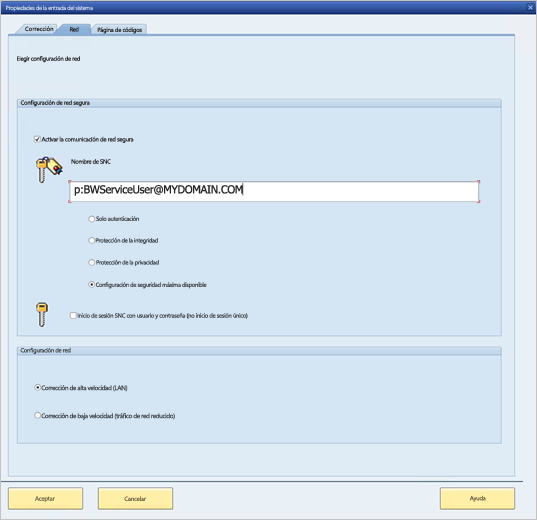 Propiedades de la entrada del sistema
Corrección
Red
Página de códigos
Elegir configuración de red
Configuración de red segura
Activar la comunicación de red segura
Nombre de SNC
p:BWServiceUser@MYDOMAIN.COM
Solo autenticación
Protección de la integridad
Protección de la privacidad
Configuración de seguridad máxima disponible
Inicio de sesión SNC con usuario y contraseña (no inicio de sesión único)
Configuración de red
Corrección de alta velocidad (LAN)
Corrección de baja velocidad (tráfico de red reducido)
Aceptar
Cancelar
Ayuda